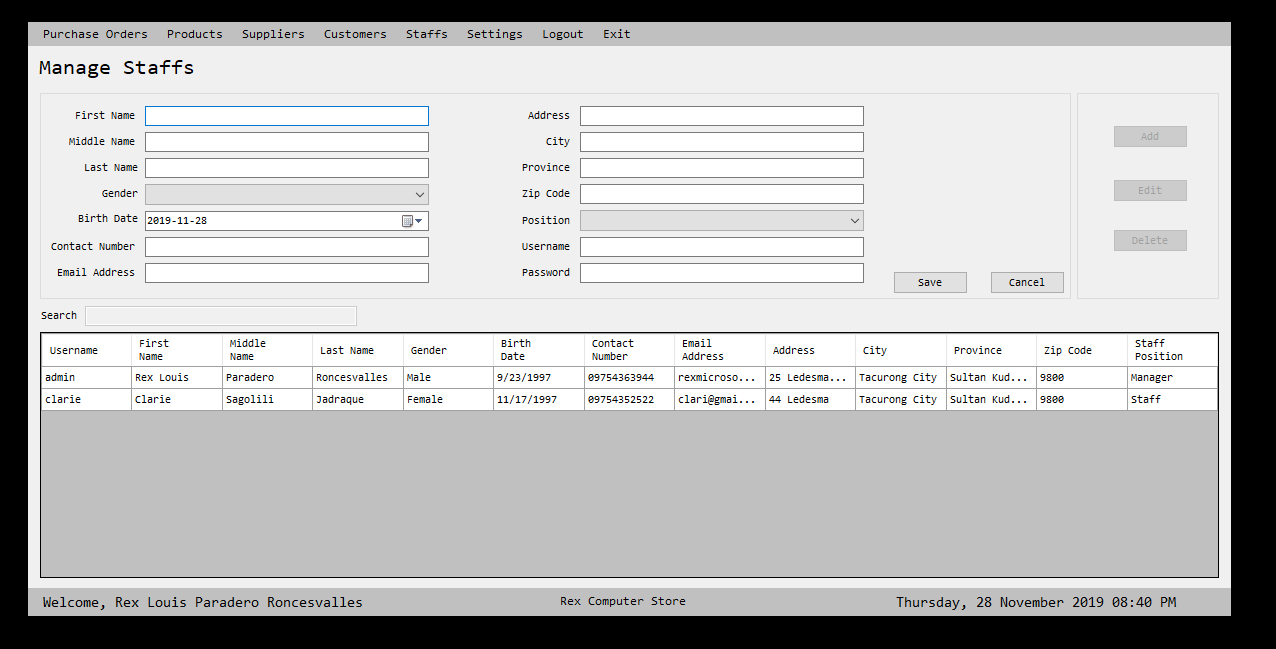 Purchase Orders Products Suppliers Customers Staffs Settings Logout Exit
Manage Staffs
First Name
Middle Name
Last Name
Gender
Birth Date 2019-11-28
Contact Number
Email Address
Address
City
Province
Zip Code
Position
Username
Password
Save Cancel
Add
Edit
Delete
Search
Username First Name Middle Name Last Name Gender Birth Date Contact Number Email Address Address City Province Zip Code Staff Position
admin Rex Louis Paradero Roncesvalles Male 9/23/1997 09754363944 rexmicroso... 25 Ledesma... Tacurong City Sultan Kud... 9800 Manager
clarie Clarie Sagolili Jadraque Female 11/17/1997 09754352522 clari@gmai... 44 Ledesma Tacurong City Sultan Kud... 9800 Staff
Welcome, Rex Louis Paradero Roncesvalles Rex Computer Store Thursday, 28 November 2019 08:40 PM